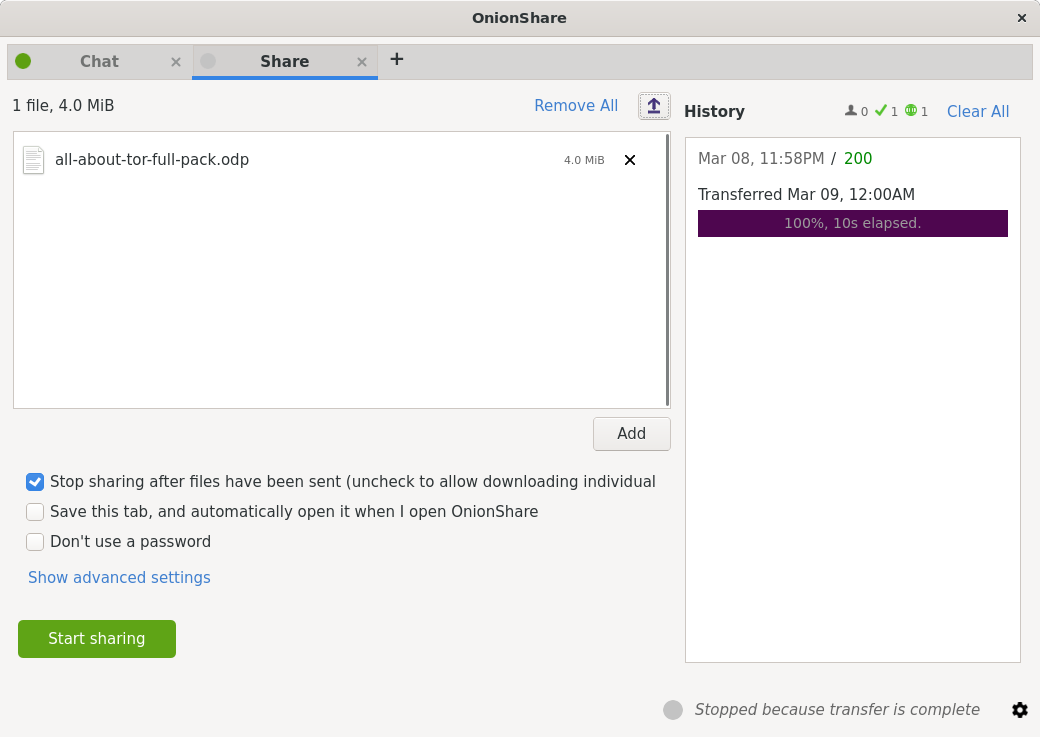 OnionShare
Chat
Share
1 file, 4.0 MiB
Remove All
all-about-tor-full-pack.odp
4.0 MiB
Add
Stop sharing after files have been sent (uncheck to allow downloading individual
Save this tab, and automatically open it when I open OnionShare
Don't use a password
Show advanced settings
Start sharing
History
0 1 1
Clear All
Mar 08, 11:58PM / 200
Transferred Mar 09, 12:00AM
100%, 10s elapsed.
Stopped because transfer is complete